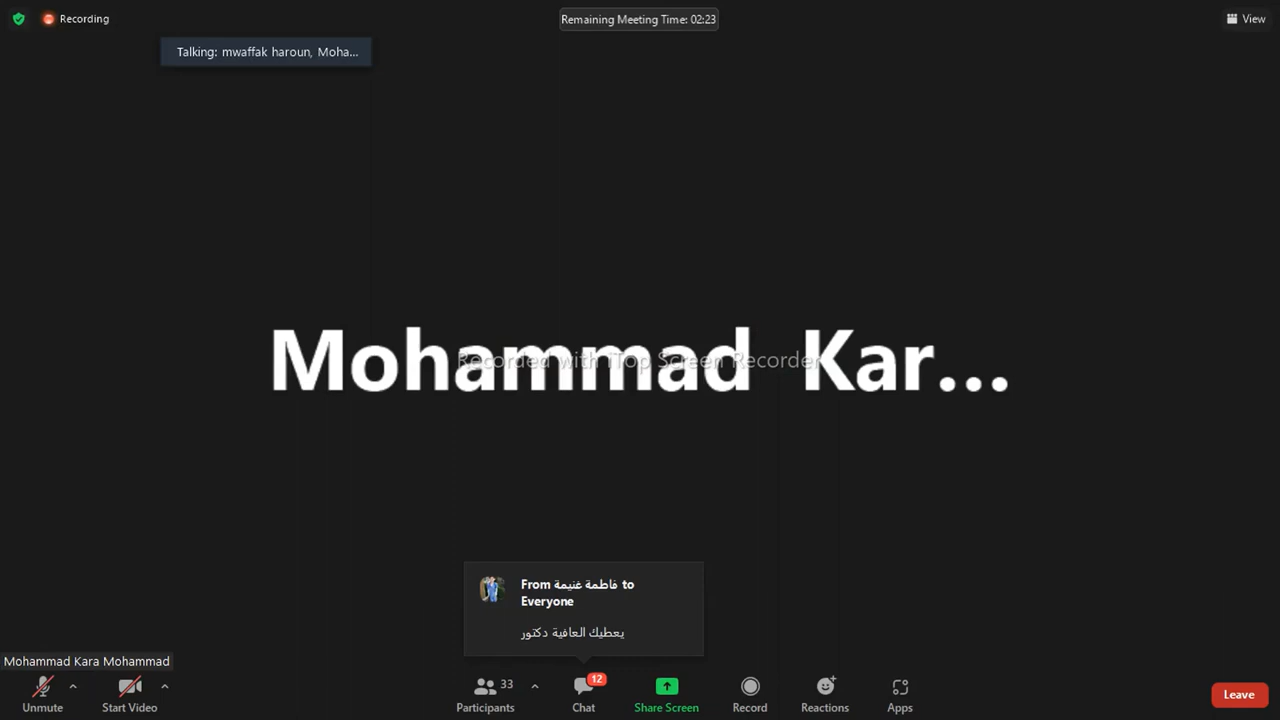 Recording
Remaining Meeting Time: 02:23
View
Talking: mwaffak haroun, Moha...
Mohammad Kar...
Recorded with iTop Screen Recorder
From فاطمة غنيمة to
Everyone
يعطيك العافية دكتور
Mohammad Kara Mohammad
Unmute
Start Video
33
Participants
12
Chat
Share Screen
Record
Reactions
Apps
Leave